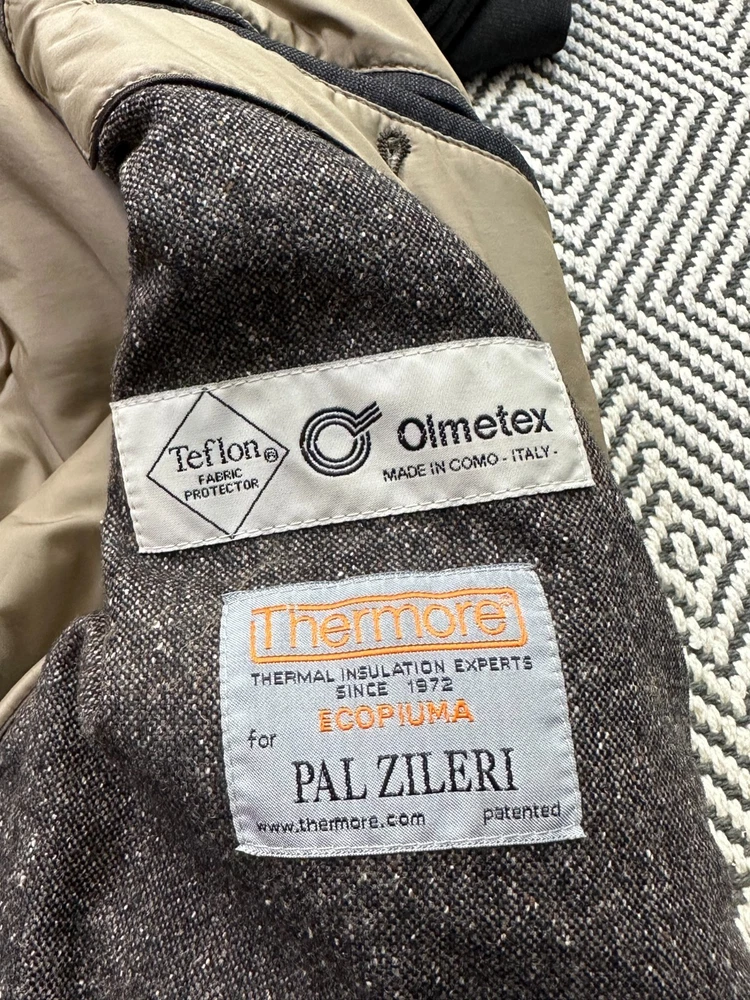 Teflon®
FABRIC
PROTECTOR
Olmetex
MADE IN COMO - ITALY -
Thermore®
THERMAL INSULATION EXPERTS
SINCE 1972
ECOPIUMA
for
PAL ZILERI
www.thermore.com patented